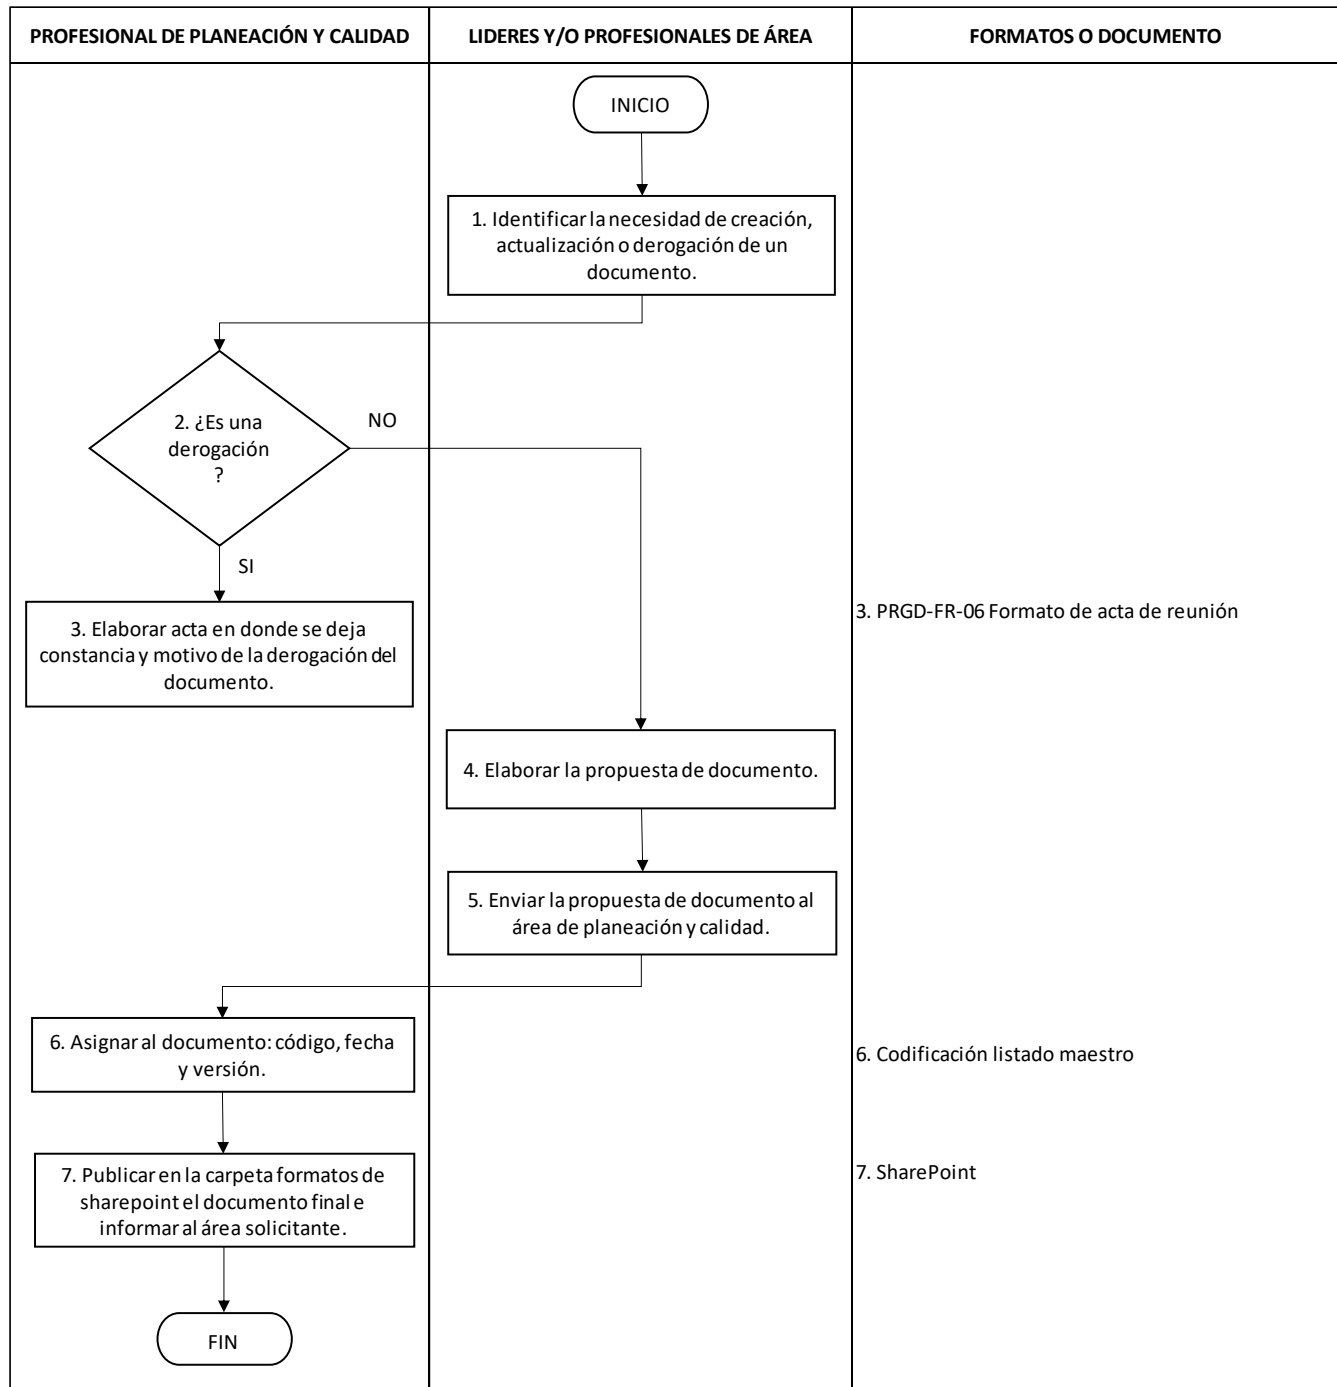 PROFESIONAL DE PLANEACIÓN Y CALIDAD
LIDERES Y/O PROFESIONALES DE ÁREA
FORMATOS O DOCUMENTO
INICIO
1. Identificar la necesidad de creación,
actualización o derogación de un
documento.
2. ¿Es una
derogación
?
NO
SI
3. Elaborar acta en donde se deja
constancia y motivo de la derogación del
documento.
3. PRGD-FR-06 Formato de acta de reunión
4. Elaborar la propuesta de documento.
5. Enviar la propuesta de documento al
área de planeación y calidad.
6. Asignar al documento: código, fecha
y versión.
6. Codificación listado maestro
7. Publicar en la carpeta formatos de
sharepoint el documento final e
informar al área solicitante.
7. SharePoint
FIN